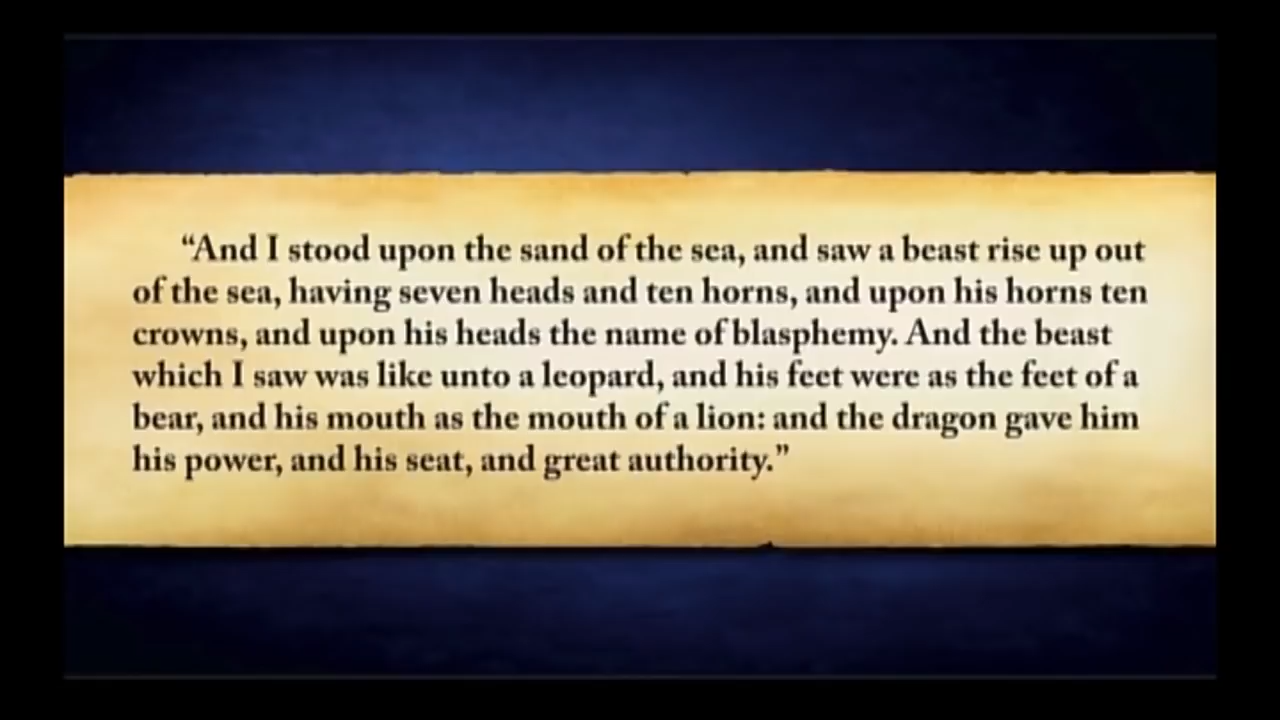 “And I stood upon the sand of the sea, and saw a beast rise up out
of the sea, having seven heads and ten horns, and upon his horns ten
crowns, and upon his heads the name of blasphemy. And the beast
which I saw was like unto a leopard, and his feet were as the feet of a
bear, and his mouth as the mouth of a lion: and the dragon gave him
his power, and his seat, and great authority.”